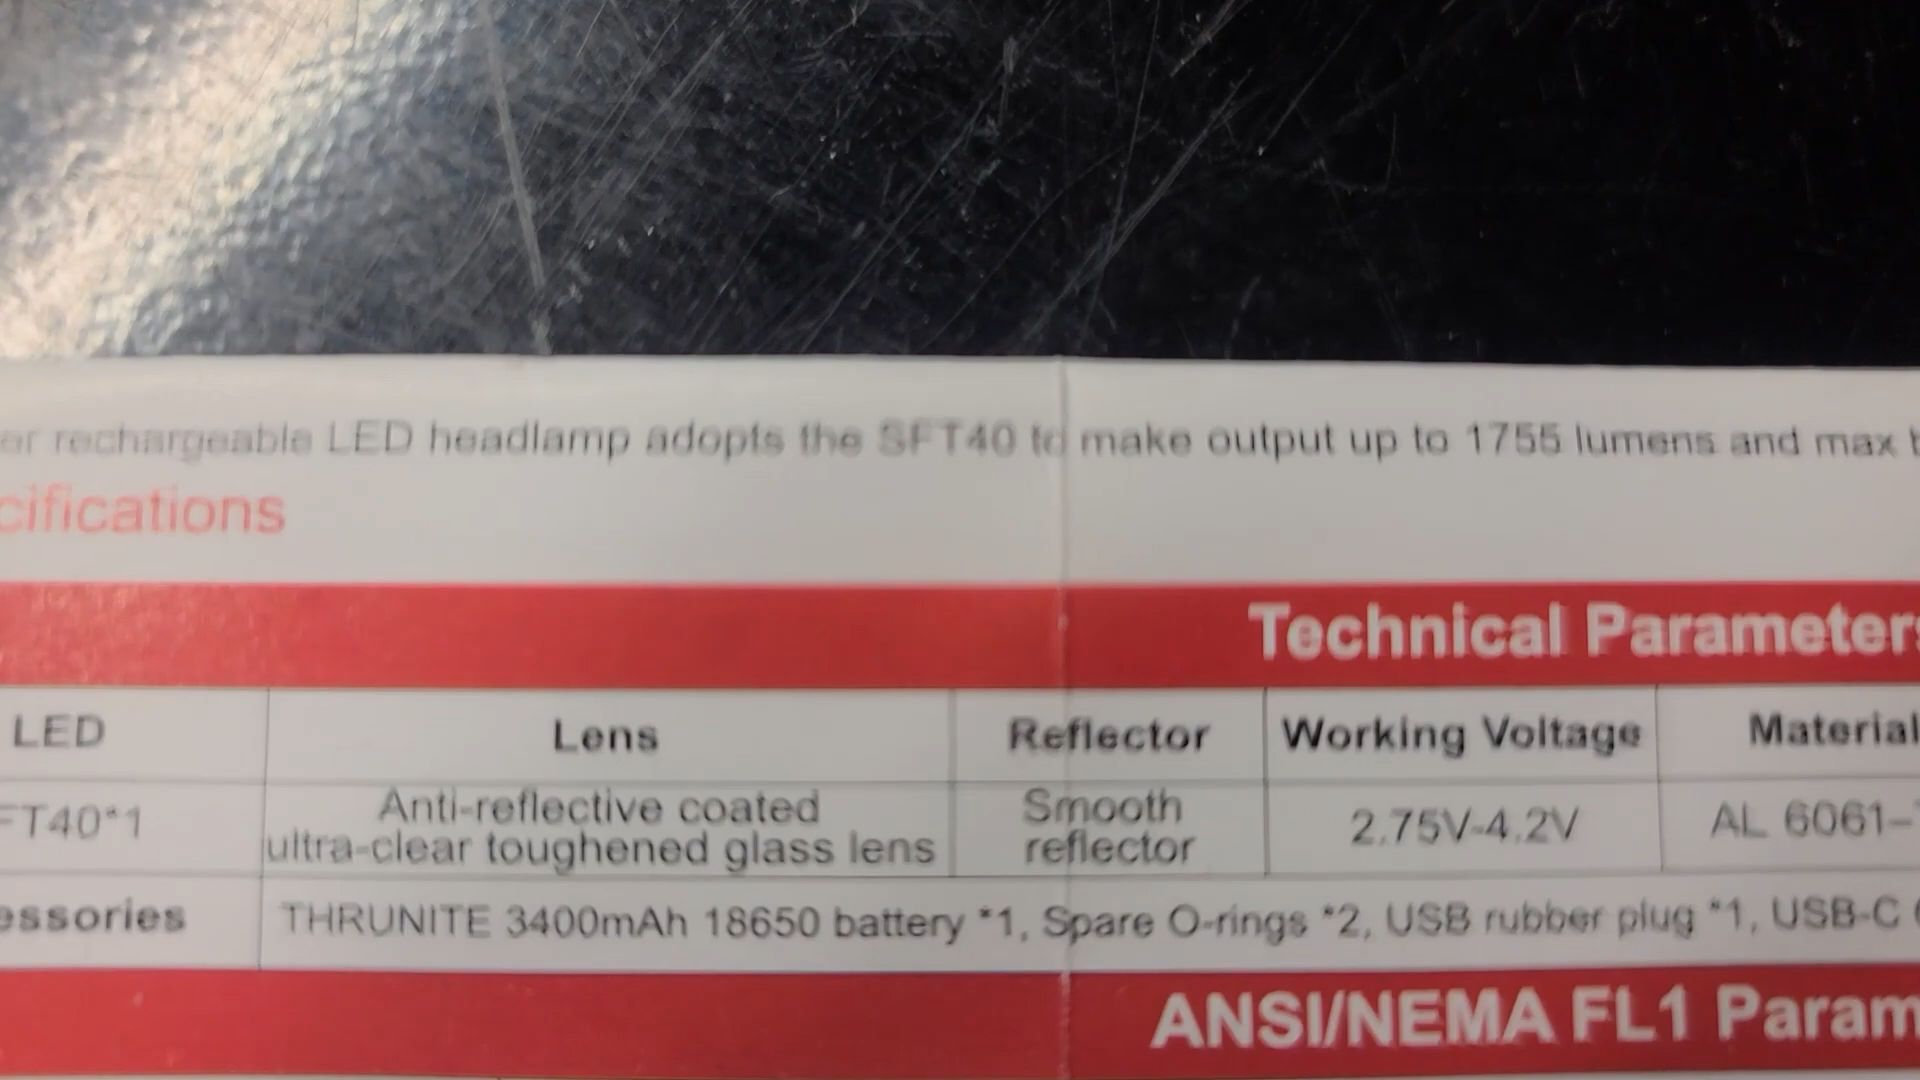 er rechargeable LED headlamp adopts the SFT40 to make output up to 1755 lumens and max b
cifications
Technical Parameters
LED Lens Reflector Working Voltage Material
FT40*1 Anti-reflective coated ultra-clear toughened glass lens Smooth reflector 2.75V-4.2V AL 6061-
essories THRUNITE 3400mAh 18650 battery *1, Spare O-rings *2, USB rubber plug *1, USB-C
ANSI/NEMA FL1 Param